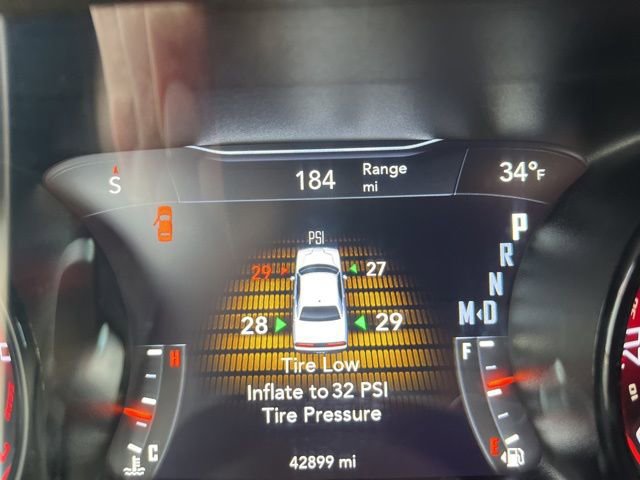 S
184 Range
mi
34°F
PSI
29 27
28 29
P
R
N
M D
Tire Low
Inflate to 32 PSI
Tire Pressure
H
C
F
E
42899 mi